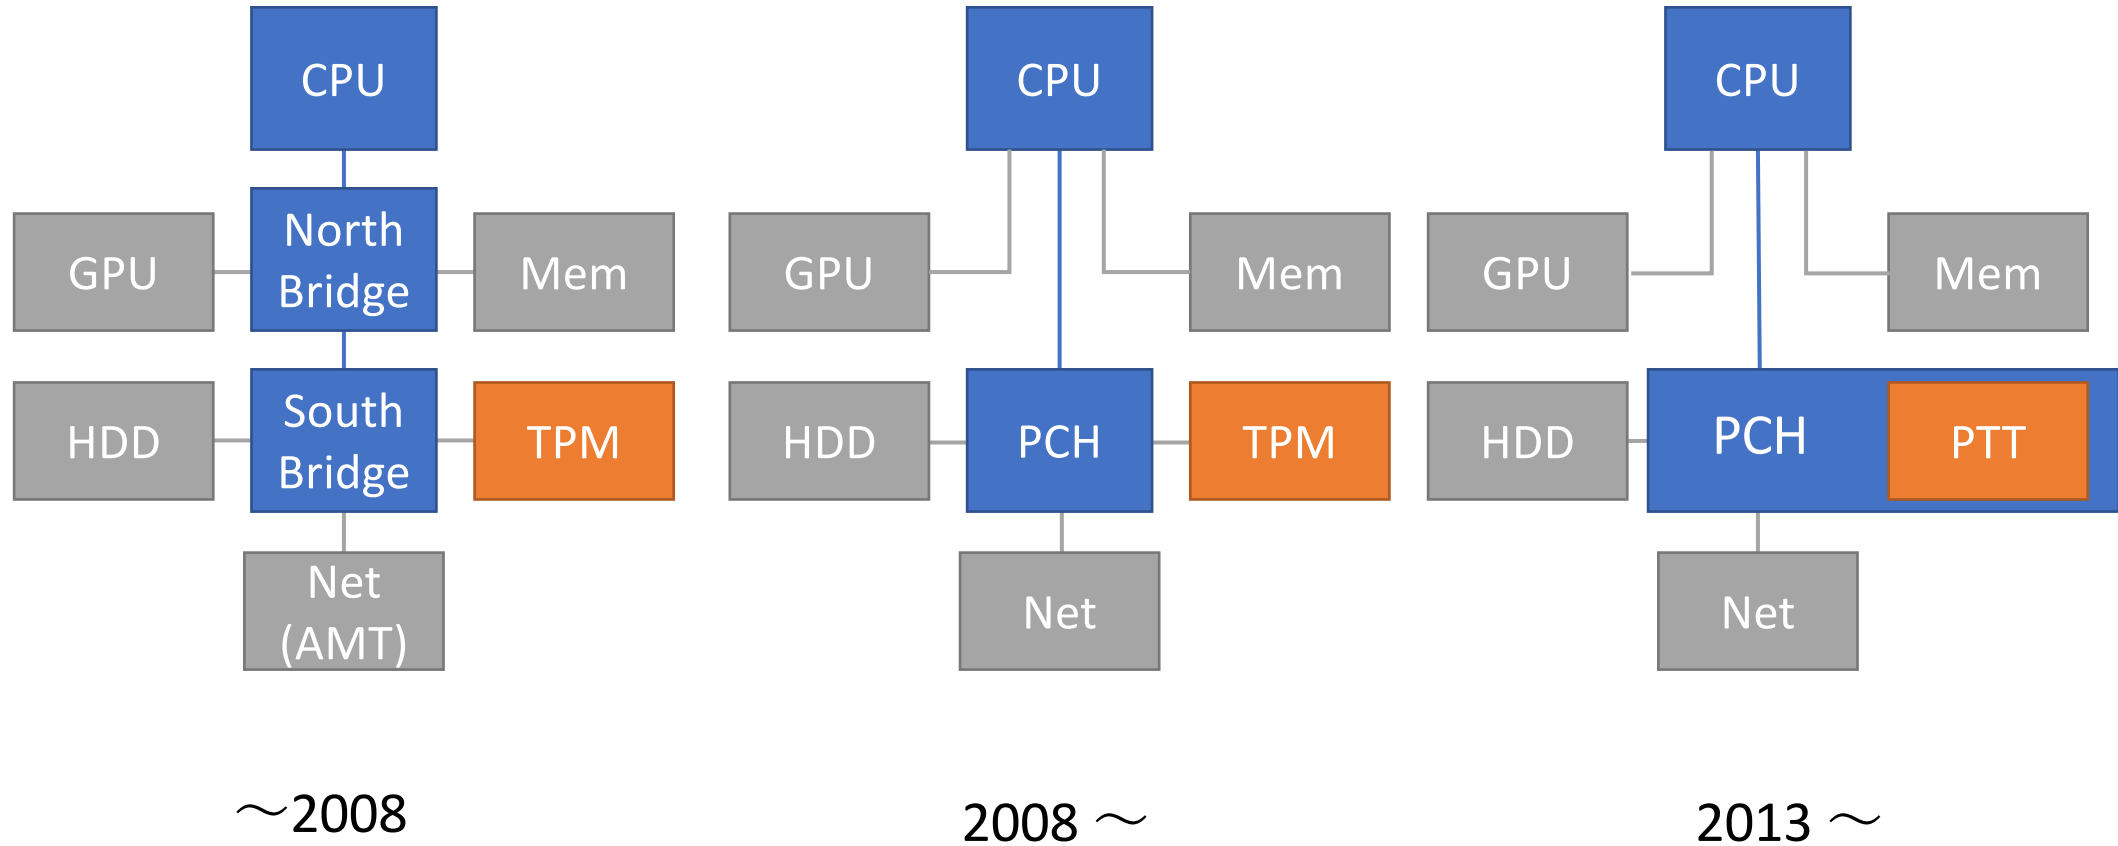 CPU
North
Bridge
GPU
Mem
South
Bridge
HDD
TPM
Net
(AMT)
～2008
CPU
GPU
Mem
HDD
PCH
TPM
Net
2008 ～
CPU
GPU
Mem
HDD
PCH
PTT
Net
2013 ～